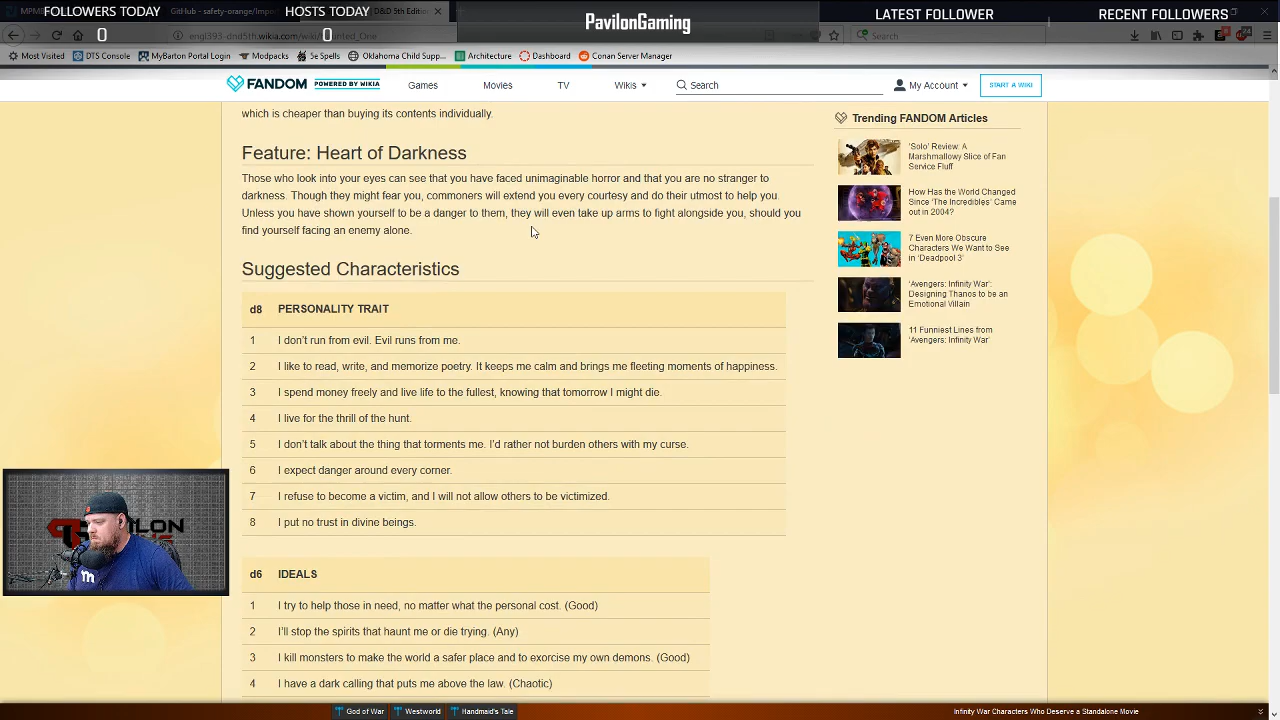 FOLLOWERS TODAY
0
HOSTS TODAY
0
PavilonGaming
LATEST FOLLOWER
RECENT FOLLOWERS
GitHub - safety-orange/Impo
D&D 5th Edition
engl393-dnd5th.wikia.com/wiki/
nted_One
Search
Most Visited
DTS Console
MyBarton Portal Login
Modpacks
5e Spells
Oklahoma Child Supp...
Architecture
Dashboard
Conan Server Manager
FANDOM
POWERED BY WIKIA
Games
Movies
TV
Wikis
Search
My Account
START A WIKI
which is cheaper than buying its contents individually.
Feature: Heart of Darkness
Those who look into your eyes can see that you have faced unimaginable horror and that you are no stranger to
darkness. Though they might fear you, commoners will extend you every courtesy and do their utmost to help you.
Unless you have shown yourself to be a danger to them, they will even take up arms to fight alongside you, should you
find yourself facing an enemy alone.
Suggested Characteristics
d8 PERSONALITY TRAIT
1 I don't run from evil. Evil runs from me.
2 I like to read, write, and memorize poetry. It keeps me calm and brings me fleeting moments of happiness.
3 I spend money freely and live life to the fullest, knowing that tomorrow I might die.
4 I live for the thrill of the hunt.
5 I don't talk about the thing that torments me. I'd rather not burden others with my curse.
6 I expect danger around every corner.
7 I refuse to become a victim, and I will not allow others to be victimized.
8 I put no trust in divine beings.
d6 IDEALS
1 I try to help those in need, no matter what the personal cost. (Good)
2 I'll stop the spirits that haunt me or die trying. (Any)
3 I kill monsters to make the world a safer place and to exorcise my own demons. (Good)
4 I have a dark calling that puts me above the law. (Chaotic)
Trending FANDOM Articles
'Solo' Review: A
Marshmallowy Slice of Fan
Service Fluff
How Has the World Changed
Since 'The Incredibles' Came
out in 2004?
7 Even More Obscure
Characters We Want to See
in 'Deadpool 3'
'Avengers: Infinity War':
Designing Thanos to be an
Emotional Villain
11 Funniest Lines from
'Avengers: Infinity War'
God of War
Westworld
Handmaid's Tale
Infinity War Characters Who Deserve a Standalone Movie